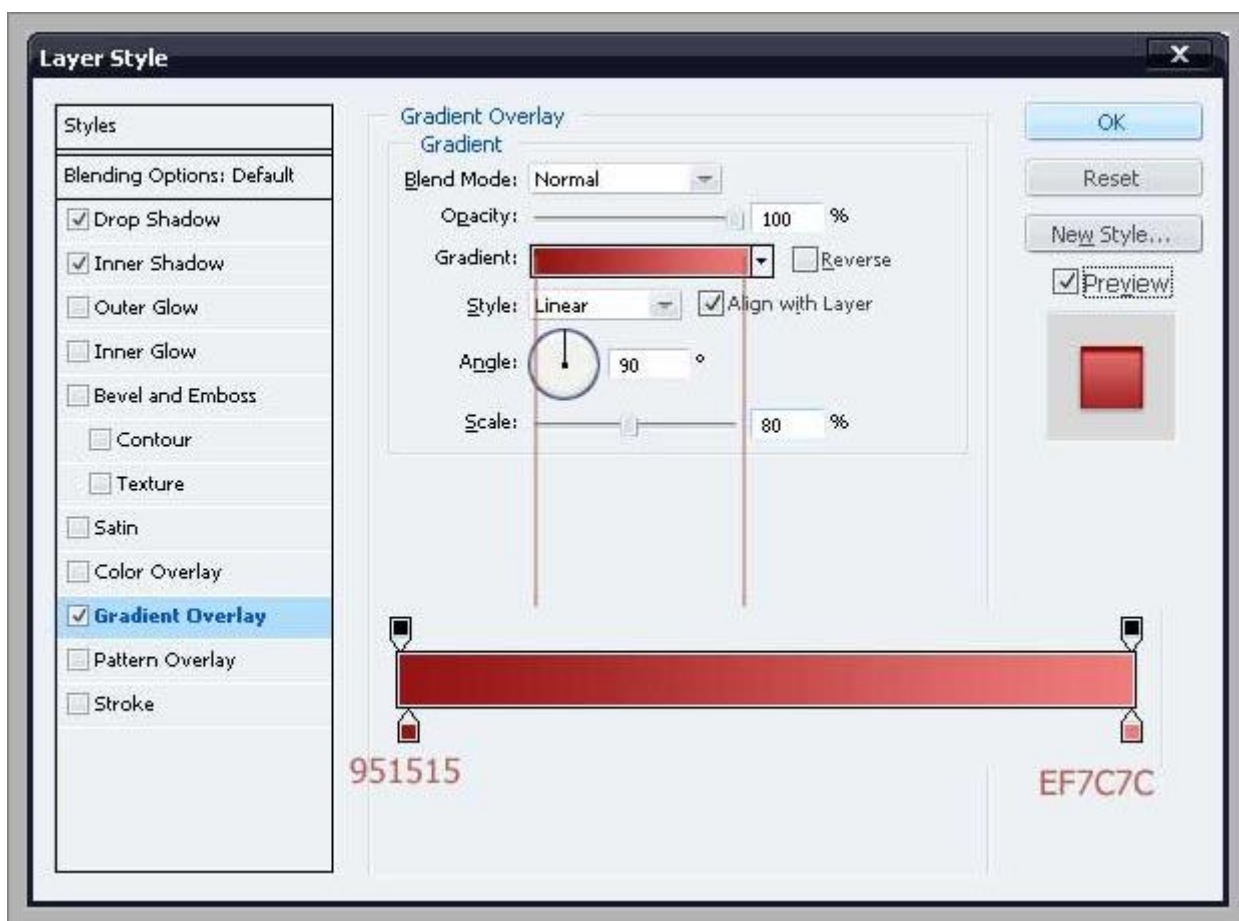 Layer Style
X
Styles
Blending Options: Default
Drop Shadow
Inner Shadow
Outer Glow
Inner Glow
Bevel and Emboss
Contour
Texture
Satin
Color Overlay
Gradient Overlay
Pattern Overlay
Stroke
Gradient Overlay
Gradient
Blend Mode: Normal
Opacity: 100 %
Gradient: Reverse
Style: Linear Align with Layer
Angle: 90 °
Scale: 80 %
951515
EF7C7C
OK
Reset
New Style...
Preview